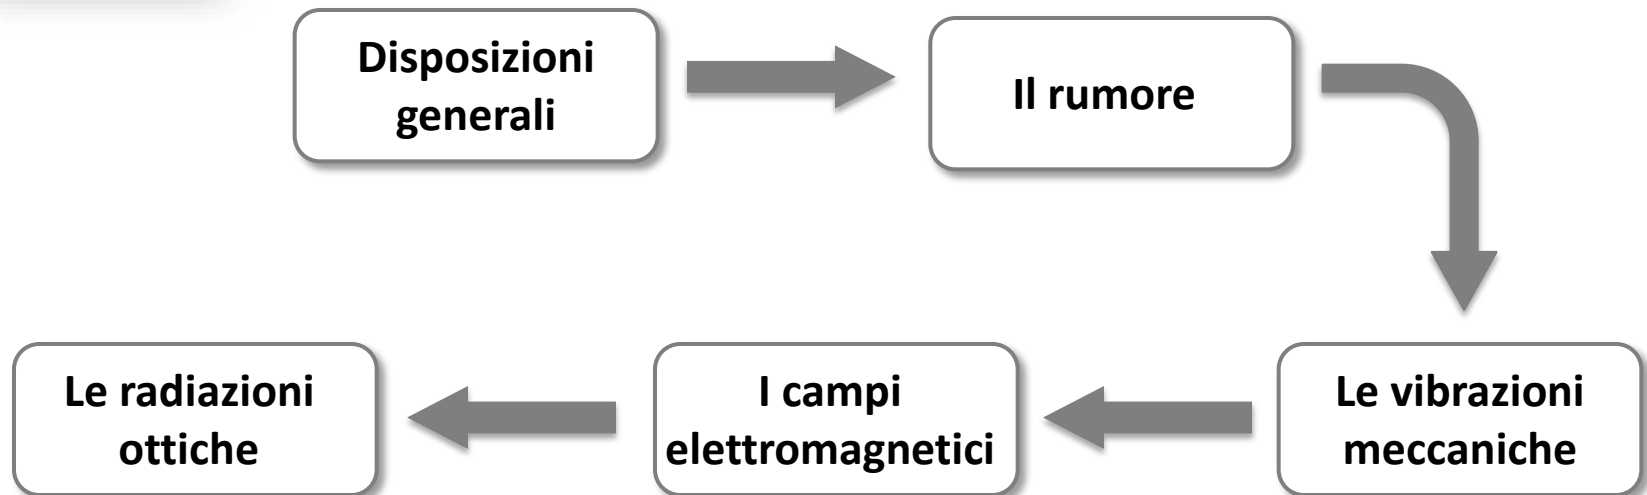 Disposizioni
generali
Il rumore
Le vibrazioni
meccaniche
I campi
elettromagnetici
Le radiazioni
ottiche